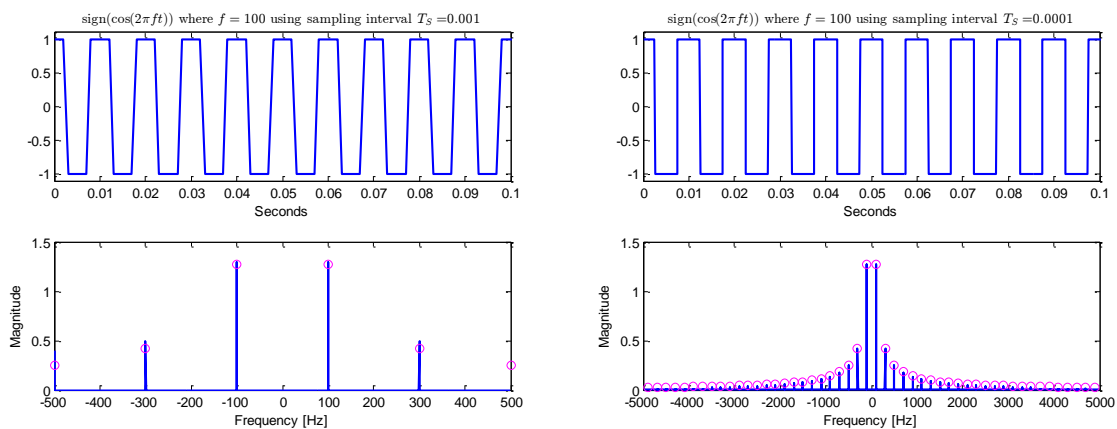 sign(cos(2πft)) where f = 100 using sampling interval T_S =0.001
1
0.5
0
-0.5
-1
0 0.01 0.02 0.03 0.04 0.05 0.06 0.07 0.08 0.09 0.1
Seconds
1.5
1
0.5
0
Magnitude
-500 -400 -300 -200 -100 0 100 200 300 400 500
Frequency [Hz]
sign(cos(2πft)) where f = 100 using sampling interval T_S =0.0001
1
0.5
0
-0.5
-1
0 0.01 0.02 0.03 0.04 0.05 0.06 0.07 0.08 0.09 0.1
Seconds
1.5
1
0.5
0
Magnitude
-5000 -4000 -3000 -2000 -1000 0 1000 2000 3000 4000 5000
Frequency [Hz]